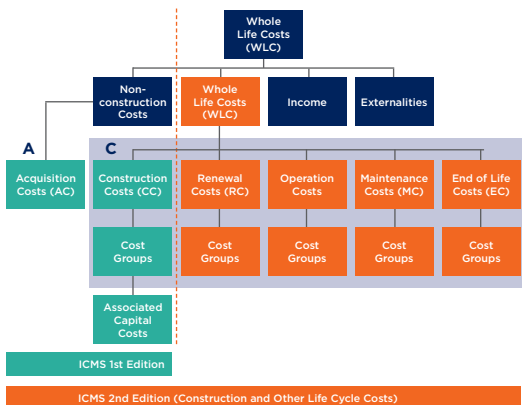 Whole
Life Costs
(WLC)
Non-
construction
Costs
Whole
Life Costs
(WLC)
Income
Externalities
A
C
Acquisition
Costs (AC)
Construction
Costs (CC)
Renewal
Costs (RC)
Operation
Costs
Maintenance
Costs (MC)
End of Life
Costs (EC)
Cost
Groups
Cost
Groups
Cost
Groups
Cost
Groups
Cost
Groups
Associated
Capital
Costs
ICMS 1st Edition
ICMS 2nd Edition (Construction and Other Life Cycle Costs)